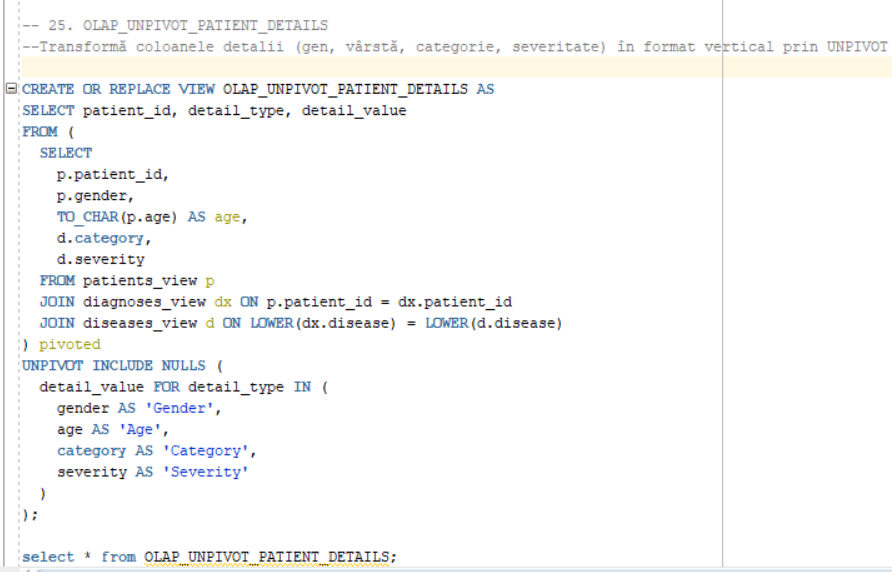 -- 25. OLAP_UNPIVOT_PATIENT_DETAILS
--Transformă coloanele detalii (gen, vârstă, categorie, severitate) în format vertical prin UNPIVOT
CREATE OR REPLACE VIEW OLAP_UNPIVOT_PATIENT_DETAILS AS
SELECT patient_id, detail_type, detail_value
FROM (
  SELECT
    p.patient_id,
    p.gender,
    TO_CHAR(p.age) AS age,
    d.category,
    d.severity
  FROM patients_view p
  JOIN diagnoses_view dx ON p.patient_id = dx.patient_id
  JOIN diseases_view d ON LOWER(dx.disease) = LOWER(d.disease)
) pivoted
UNPIVOT INCLUDE NULLS (
  detail_value FOR detail_type IN (
    gender AS 'Gender',
    age AS 'Age',
    category AS 'Category',
    severity AS 'Severity'
  )
);
select * from OLAP_UNPIVOT_PATIENT_DETAILS;